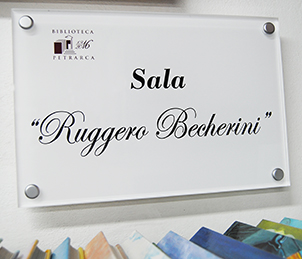 BIBLIOTECA
PETRARCA
Sala
"Ruggero Becherini"